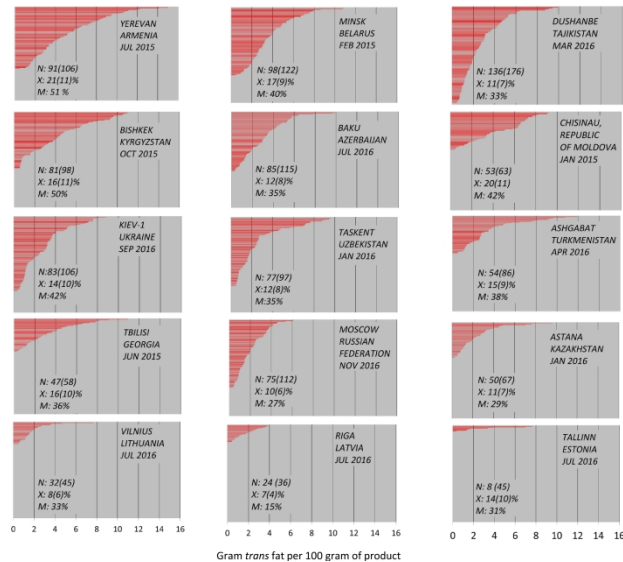 YEREVAN
ARMENIA
JUL 2015
N: 91(106)
X: 21(11)%
M: 51 %
MINSK
BELARUS
FEB 2015
N: 98(122)
X: 17(9)%
M: 40%
DUSHANBE
TAJIKISTAN
MAR 2016
N: 136(176)
X: 11(7)%
M: 33%
BISHKEK
KYRGYZSTAN
OCT 2015
N: 81(98)
X: 16(11)%
M: 50%
BAKU
AZERBAIJAN
JUL 2016
N: 85(115)
X: 12(8)%
M: 35%
CHISINAU,
REPUBLIC
OF MOLDOVA
JAN 2015
N: 53(63)
X: 20(11)
M: 42%
KIEV-1
UKRAINE
SEP 2016
N:83(106)
X: 14(10)%
M:42%
TASKENT
UZBEKISTAN
JAN 2016
N: 77(97)
X:12(8)%
M:35%
ASHGABAT
TURKMENISTAN
APR 2016
N: 54(86)
X: 15(9)%
M: 38%
TBILISI
GEORGIA
JUN 2015
N: 47(58)
X: 16(10)%
M: 36%
MOSCOW
RUSSIAN
FEDERATION
NOV 2016
N: 75(112)
X: 10(6)%
M: 27%
ASTANA
KAZAKHSTAN
JAN 2016
N: 50(67)
X: 11(7)%
M: 29%
VILNIUS
LITHUANIA
JUL 2016
N: 32(45)
X: 8(6)%
M: 33%
RIGA
LATVIA
JUL 2016
N: 24 (36)
X: 7(4)%
M: 15%
TALLINN
ESTONIA
JUL 2016
N: 8 (45)
X: 14(10)%
M: 31%
0 2 4 6 8 10 12 14 16
0 2 4 6 8 10 12 14 16
0 2 4 6 8 10 12 14 16
Gram trans fat per 100 gram of product